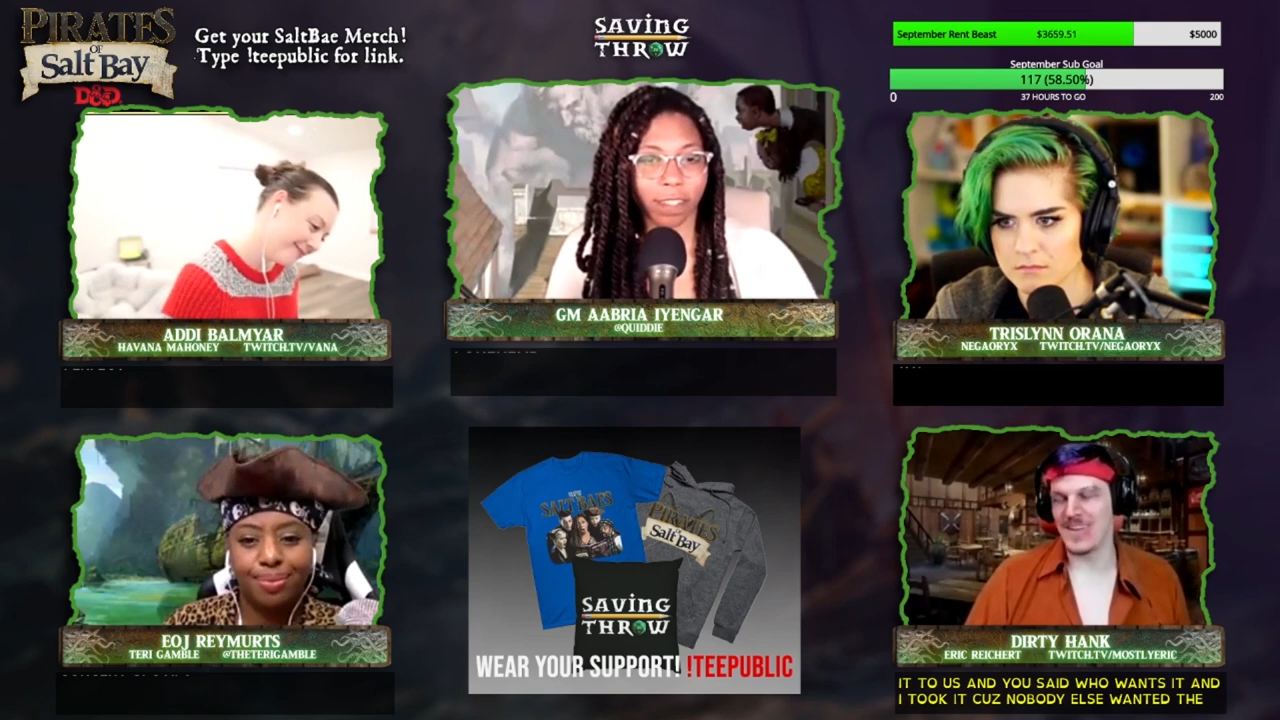 PIRATES
OF
Salt Bay
D&D
Get your SaltBae Merch!
Type !teepublic for link.
SAVING
THROW
September Rent Beast $3659.51 $5000
September Sub Goal
117 (58.50%)
0 37 HOURS TO GO 200
ADDI BALMYAR
HAVANA MAHONEY TWITCH.TV/VANA
GM AABRIA IYENGAR
@QUIDDIE
TRISLYNN ORANA
NEGAORYX TWITCH.TV/NEGAORYX
EOJ REYMURTS
TERI GAMBLE @THETERIGAMBLE
SALT BAES
PIRATES
OF
Salt Bay
SAVING
THROW
WEAR YOUR SUPPORT! !TEEPUBLIC
DIRTY HANK
ERIC REICHERT TWITCH.TV/MOSTLYERIC
IT TO US AND YOU SAID WHO WANTS IT AND
I TOOK IT CUZ NOBODY ELSE WANTED THE